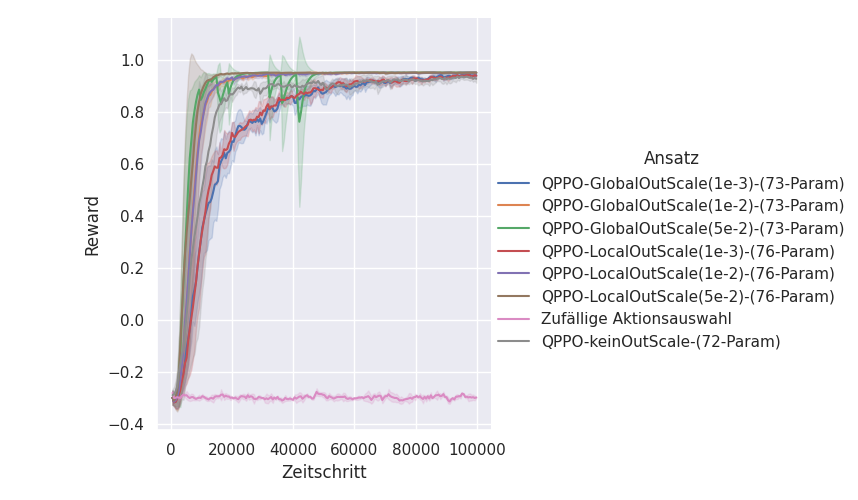 1.0
0.8
0.6
0.4
0.2
0.0
−0.2
−0.4
Reward
0 20000 40000 60000 80000 100000
Zeitschritt
Ansatz
QPPO-GlobalOutScale(1e-3)-(73-Param)
QPPO-GlobalOutScale(1e-2)-(73-Param)
QPPO-GlobalOutScale(5e-2)-(73-Param)
QPPO-LocalOutScale(1e-3)-(76-Param)
QPPO-LocalOutScale(1e-2)-(76-Param)
QPPO-LocalOutScale(5e-2)-(76-Param)
Zufällige Aktionsauswahl
QPPO-keinOutScale-(72-Param)